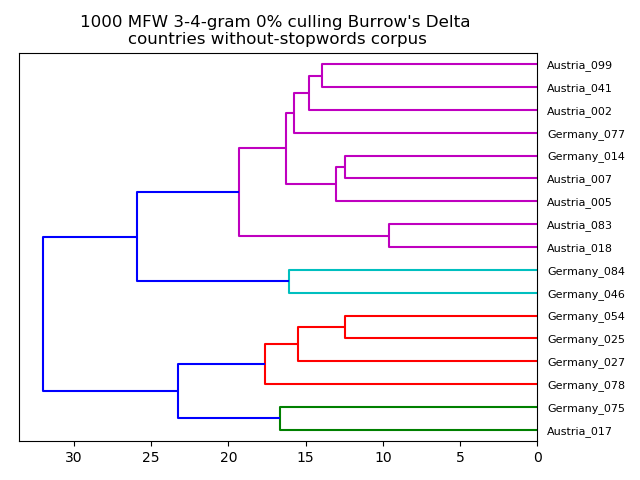 1000 MFW 3-4-gram 0% culling Burrow's Delta
countries without-stopwords corpus
Austria_099
Austria_041
Austria_002
Germany_077
Germany_014
Austria_007
Austria_005
Austria_083
Austria_018
Germany_084
Germany_046
Germany_054
Germany_025
Germany_027
Germany_078
Germany_075
Austria_017
30 25 20 15 10 5 0